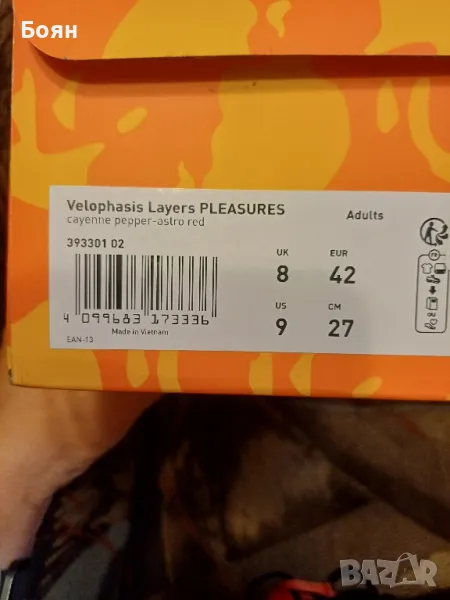 Боян
Velophasis Layers PLEASURES
cayenne pepper-astro red
Adults
393301 02
UK EUR
8 42
US CM
9 27
4 099683 173336
Made in Vietnam
EAN-13
BAZAR